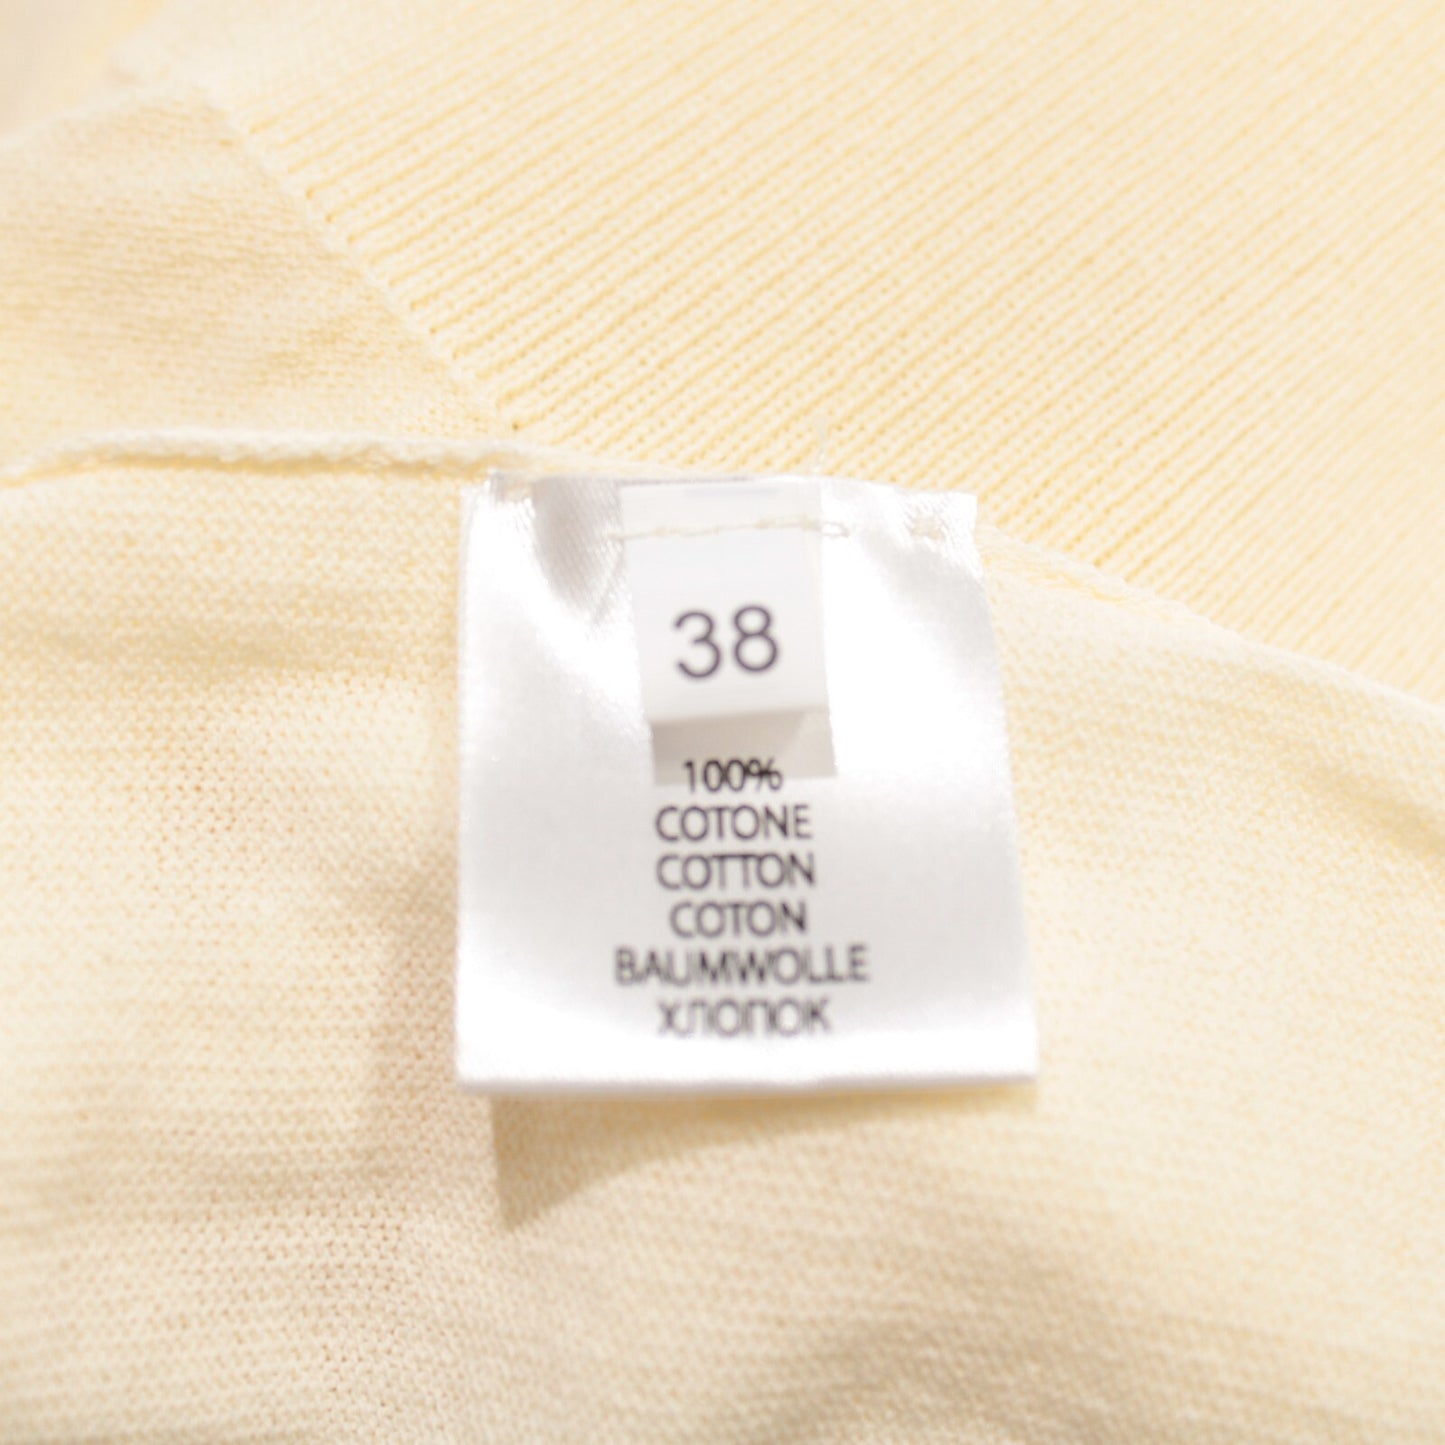 38
100%
COTONE
COTTON
COTON
BAUMWOLLE
ХЛОПОК